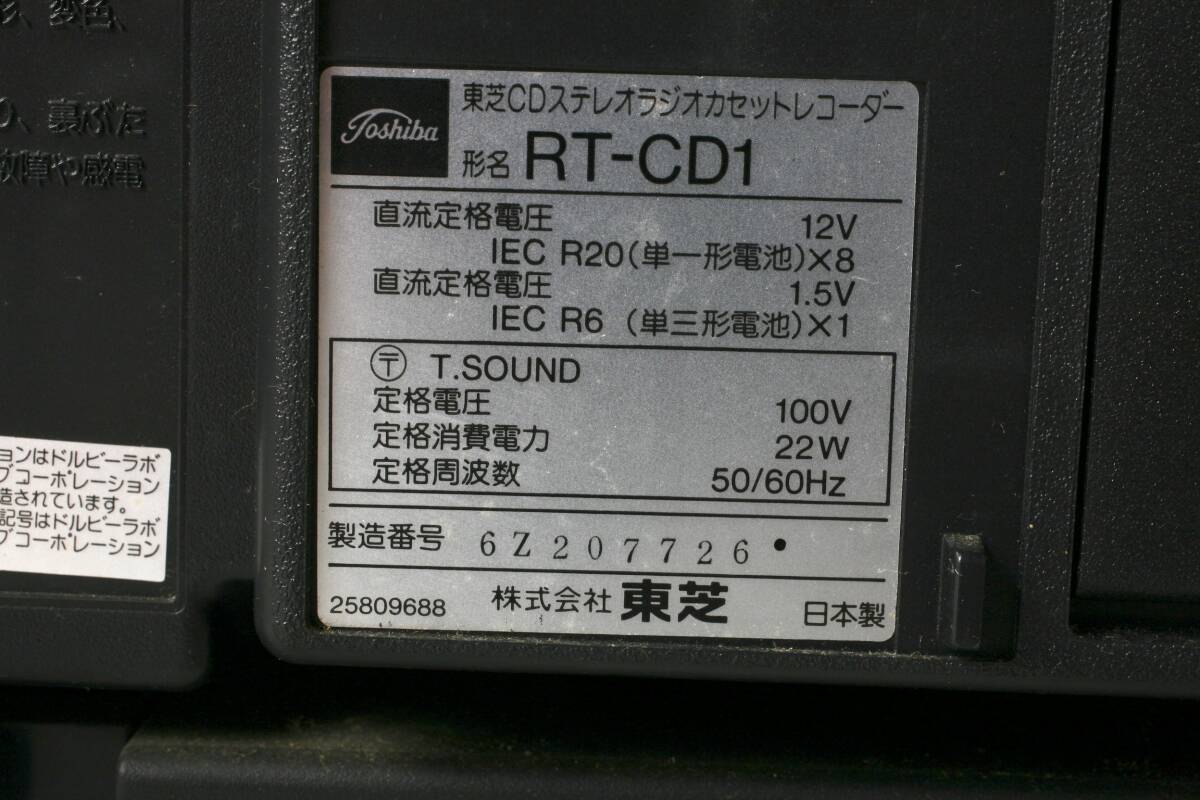 形、変色、
り、裏ぶた
故障や感電
Toshiba
東芝CDステレオラジオカセットレコーダー
形名 RT-CD1
直流定格電圧 12V
IEC R20(単一形電池)×8
直流定格電圧 1.5V
IEC R6 (単三形電池)×1
〒 T.SOUND
定格電圧 100V
定格消費電力 22W
定格周波数 50/60Hz
製造番号 6Z207726・
25809688 株式会社 東芝 日本製
ョンはドルビーラボ
ブコーポレーション
造されています。
記号はドルビーラボ
ブコーポレーション